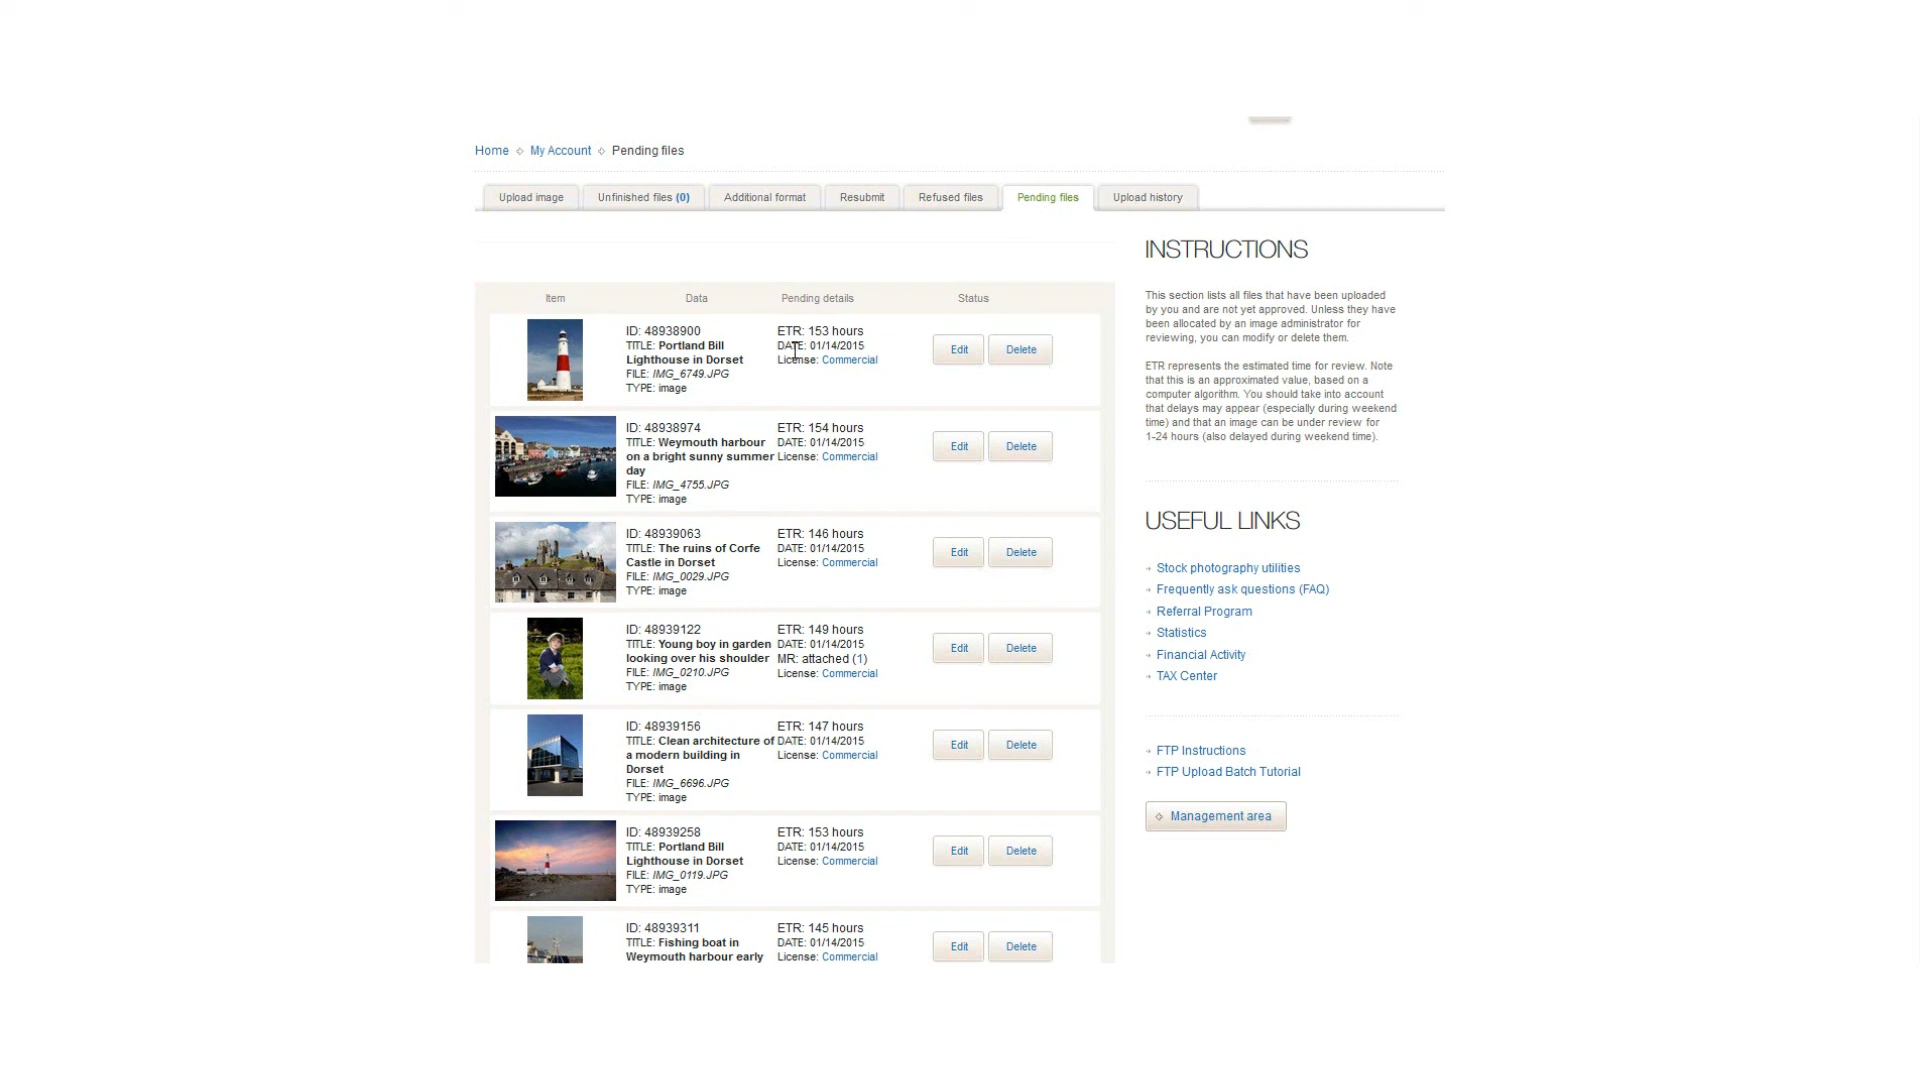 Home ◇ My Account ◇ Pending files
Upload image
Unfinished files (0)
Additional format
Resubmit
Refused files
Pending files
Upload history
Item
Data
Pending details
Status
ID: 48938900
TITLE: Portland Bill
Lighthouse in Dorset
FILE: IMG_6749.JPG
TYPE: image
ETR: 153 hours
DATE: 01/14/2015
License: Commercial
Edit
Delete
ID: 48938974
TITLE: Weymouth harbour
on a bright sunny summer
day
FILE: IMG_4755.JPG
TYPE: image
ETR: 154 hours
DATE: 01/14/2015
License: Commercial
Edit
Delete
ID: 48939063
TITLE: The ruins of Corfe
Castle in Dorset
FILE: IMG_0029.JPG
TYPE: image
ETR: 146 hours
DATE: 01/14/2015
License: Commercial
Edit
Delete
ID: 48939122
TITLE: Young boy in garden
looking over his shoulder
FILE: IMG_0210.JPG
TYPE: image
ETR: 149 hours
DATE: 01/14/2015
MR: attached (1)
License: Commercial
Edit
Delete
ID: 48939156
TITLE: Clean architecture of
a modern building in
Dorset
FILE: IMG_6696.JPG
TYPE: image
ETR: 147 hours
DATE: 01/14/2015
License: Commercial
Edit
Delete
ID: 48939258
TITLE: Portland Bill
Lighthouse in Dorset
FILE: IMG_0119.JPG
TYPE: image
ETR: 153 hours
DATE: 01/14/2015
License: Commercial
Edit
Delete
ID: 48939311
TITLE: Fishing boat in
Weymouth harbour early
ETR: 145 hours
DATE: 01/14/2015
License: Commercial
Edit
Delete
INSTRUCTIONS
This section lists all files that have been uploaded
by you and are not yet approved. Unless they have
been allocated by an image administrator for
reviewing, you can modify or delete them.
ETR represents the estimated time for review. Note
that this is an approximated value, based on a
computer algorithm. You should take into account
that delays may appear (especially during weekend
time) and that an image can be under review for
1-24 hours (also delayed during weekend time).
USEFUL LINKS
Stock photography utilities
Frequently ask questions (FAQ)
Referral Program
Statistics
Financial Activity
TAX Center
FTP Instructions
FTP Upload Batch Tutorial
Management area